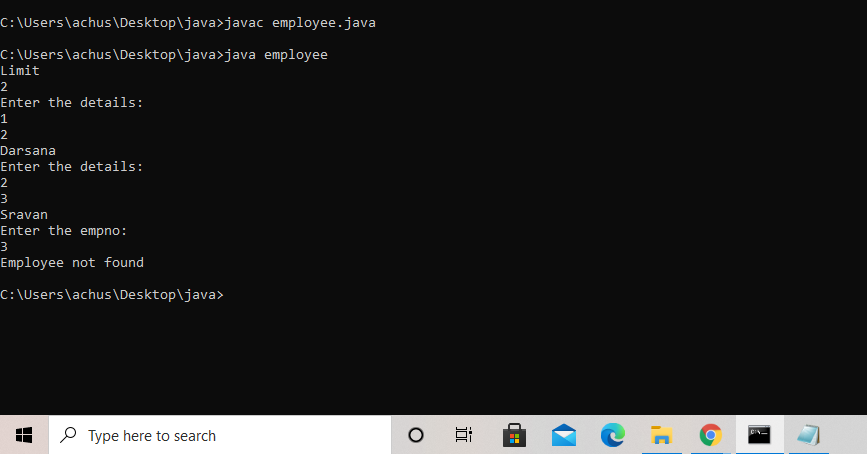 C:\Users\achus\Desktop\java>javac employee.java
C:\Users\achus\Desktop\java>java employee
Limit
2
Enter the details:
1
2
Darsana
Enter the details:
2
3
Sravan
Enter the empno:
3
Employee not found
C:\Users\achus\Desktop\java>
Type here to search